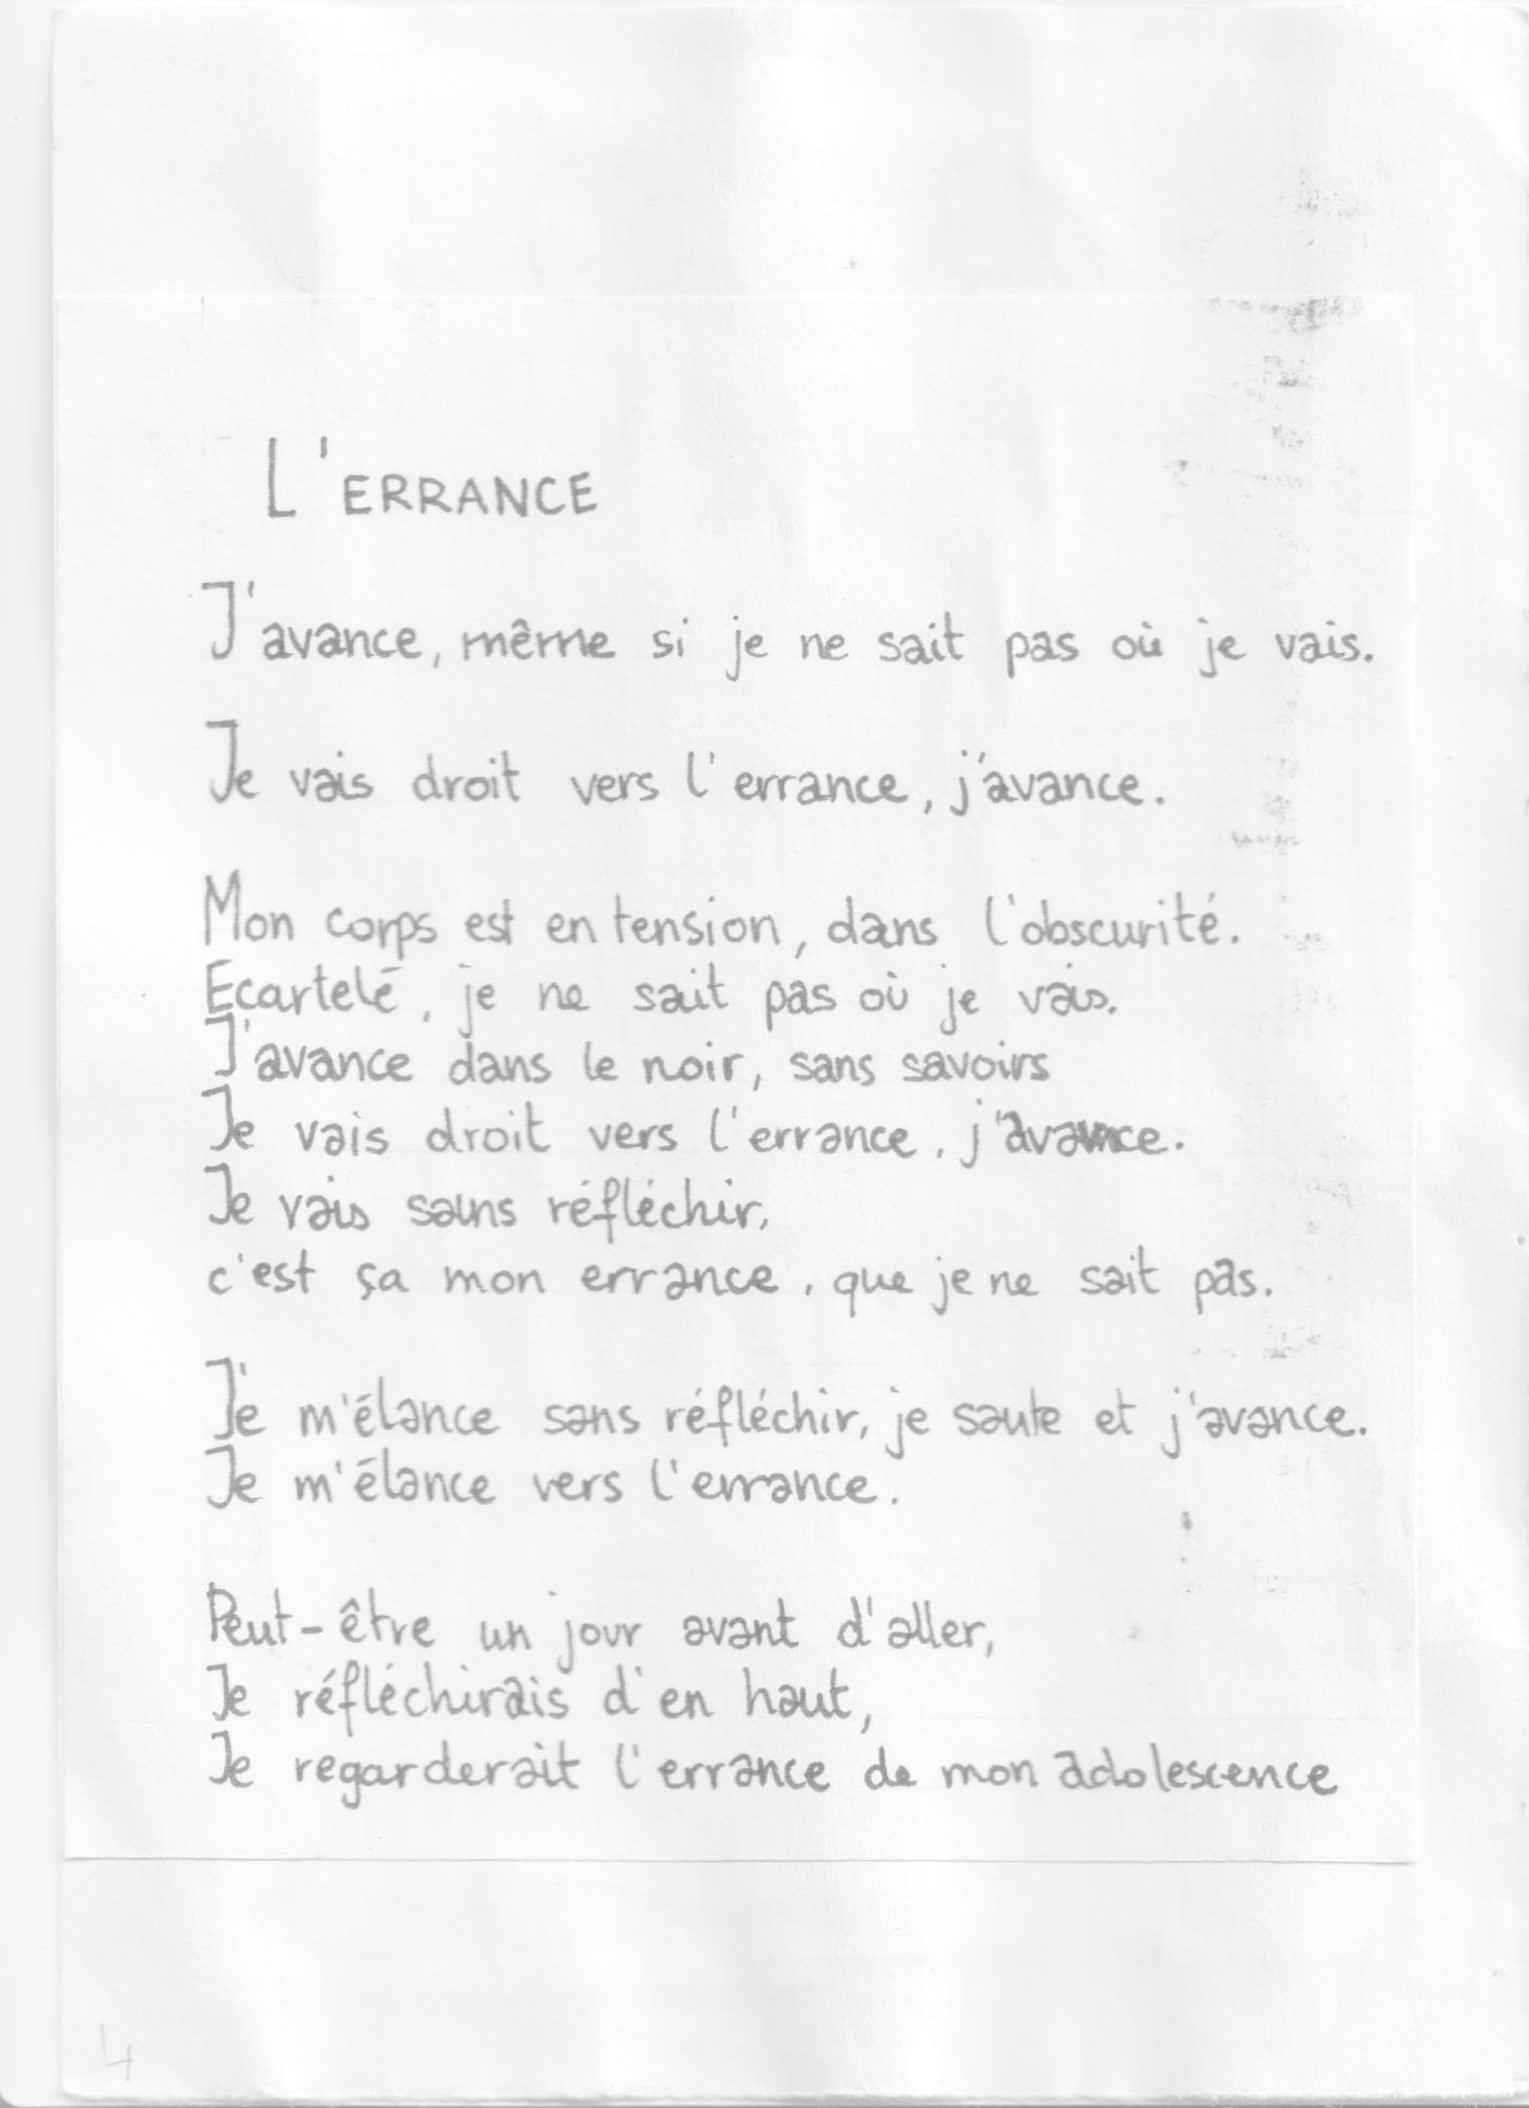 L'ERRANCE
J'avance, même si je ne sait pas où je vais.
Je vais droit vers l'errance, j'avance.
Mon corps est en tension, dans l'obscurité.
Ecartelé, je ne sait pas où je vais.
J'avance dans le noir, sans savoirs
Je vais droit vers l'errance, j'avance.
Je vais sans réfléchir,
c'est ça mon errance, que je ne sait pas.
Je m'élance sans réfléchir, je saute et j'avance.
Je m'élance vers l'errance.
Peut-être un jour avant d'aller,
Je réfléchirais d'en haut,
Je regarderait l'errance de mon adolescence
4